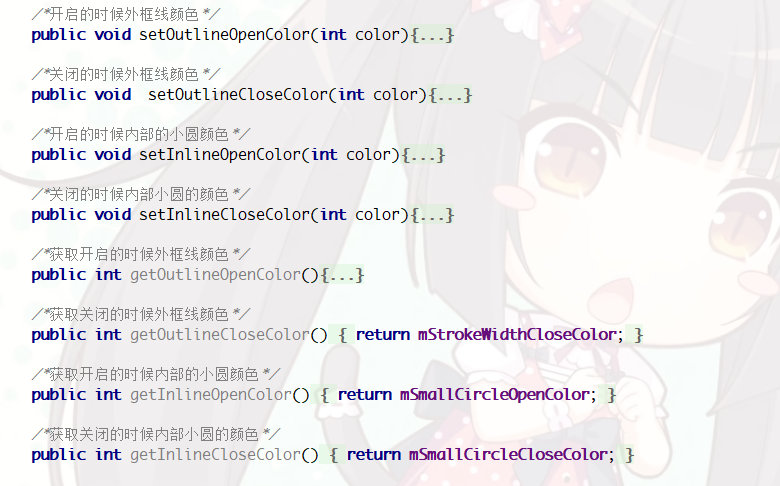 /*开启的时候外框线颜色*/
public void setOutlineOpenColor(int color){...}
/*关闭的时候外框线颜色*/
public void  setOutlineCloseColor(int color){...}
/*开启的时候内部的小圆颜色*/
public void setInlineOpenColor(int color){...}
/*关闭的时候内部小圆的颜色*/
public void setInlineCloseColor(int color){...}
/*获取开启的时候外框线颜色*/
public int getOutlineOpenColor(){...}
/*获取关闭的时候外框线颜色*/
public int getOutlineCloseColor() { return mStrokeWidthCloseColor; }
/*获取开启的时候内部的小圆颜色*/
public int getInlineOpenColor() { return mSmallCircleOpenColor; }
/*获取关闭的时候内部小圆的颜色*/
public int getInlineCloseColor() { return mSmallCircleCloseColor; }